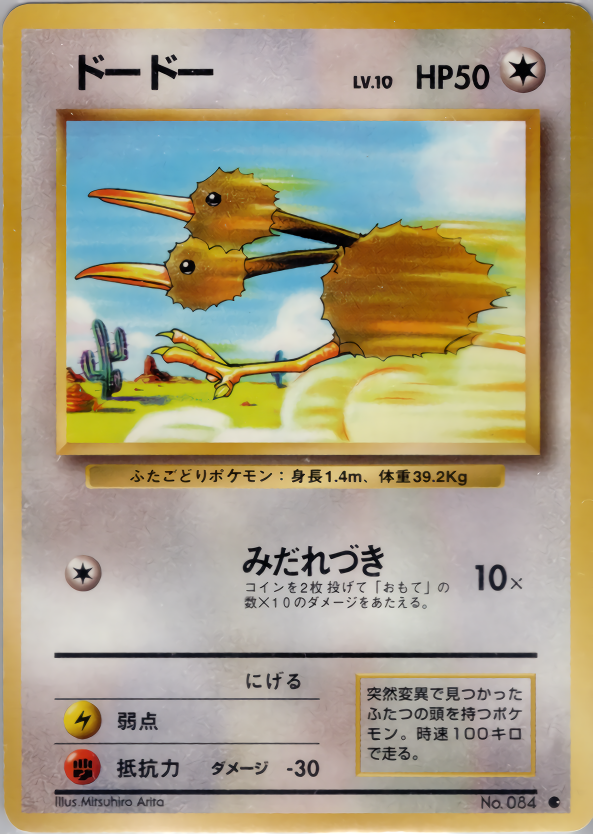 ドードー LV.10 HP50
ふたごどりポケモン：身長1.4m、体重39.2Kg
みだれづき 10×
コインを2枚 投げて「おもて」の
数×10のダメージをあたえる。
にげる
弱点
抵抗力 ダメージ -30
突然変異で見つかった
ふたつの頭を持つポケ
モン。時速100キロ
で走る。
Illus.Mitsuhiro Arita No.084